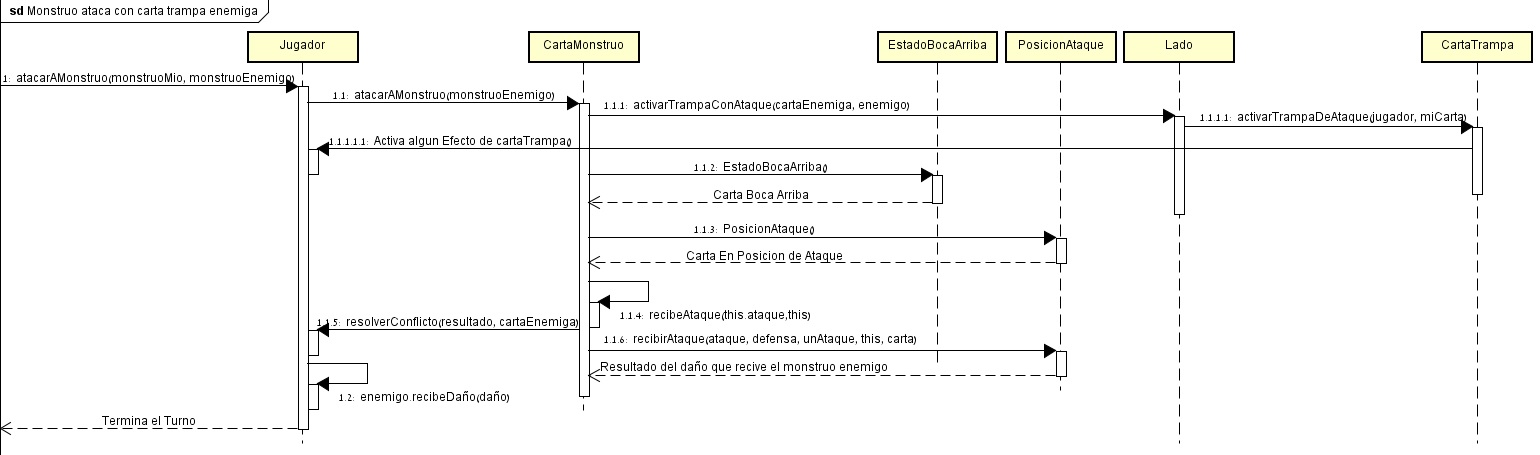 sd Monstruo ataca con carta trampa enemiga
Jugador
CartaMonstruo
EstadoBocaArriba
PosicionAtaque
Lado
CartaTrampa
1: atacarAMonstruo(monstruoMio, monstruoEnemigo)
1.1: atacarAMonstruo(monstruoEnemigo)
1.1.1: activarTrampaConAtaque(cartaEnemiga, enemigo)
1.1.1.1: activarTrampaDeAtaque(jugador, miCarta)
1.1.1.1.1: Activa algun Efecto de cartaTrampa()
1.1.2: EstadoBocaArriba()
Carta Boca Arriba
1.1.3: PosicionAtaque()
Carta En Posicion de Ataque
1.1.4: recibeAtaque(this.ataque,this)
1.1.5: resolverConflicto(resultado, cartaEnemiga)
1.1.6: recibirAtaque(ataque, defensa, unAtaque, this, carta)
Resultado del daño que recive el monstruo enemigo
1.2: enemigo.recibeDaño(daño)
Termina el Turno